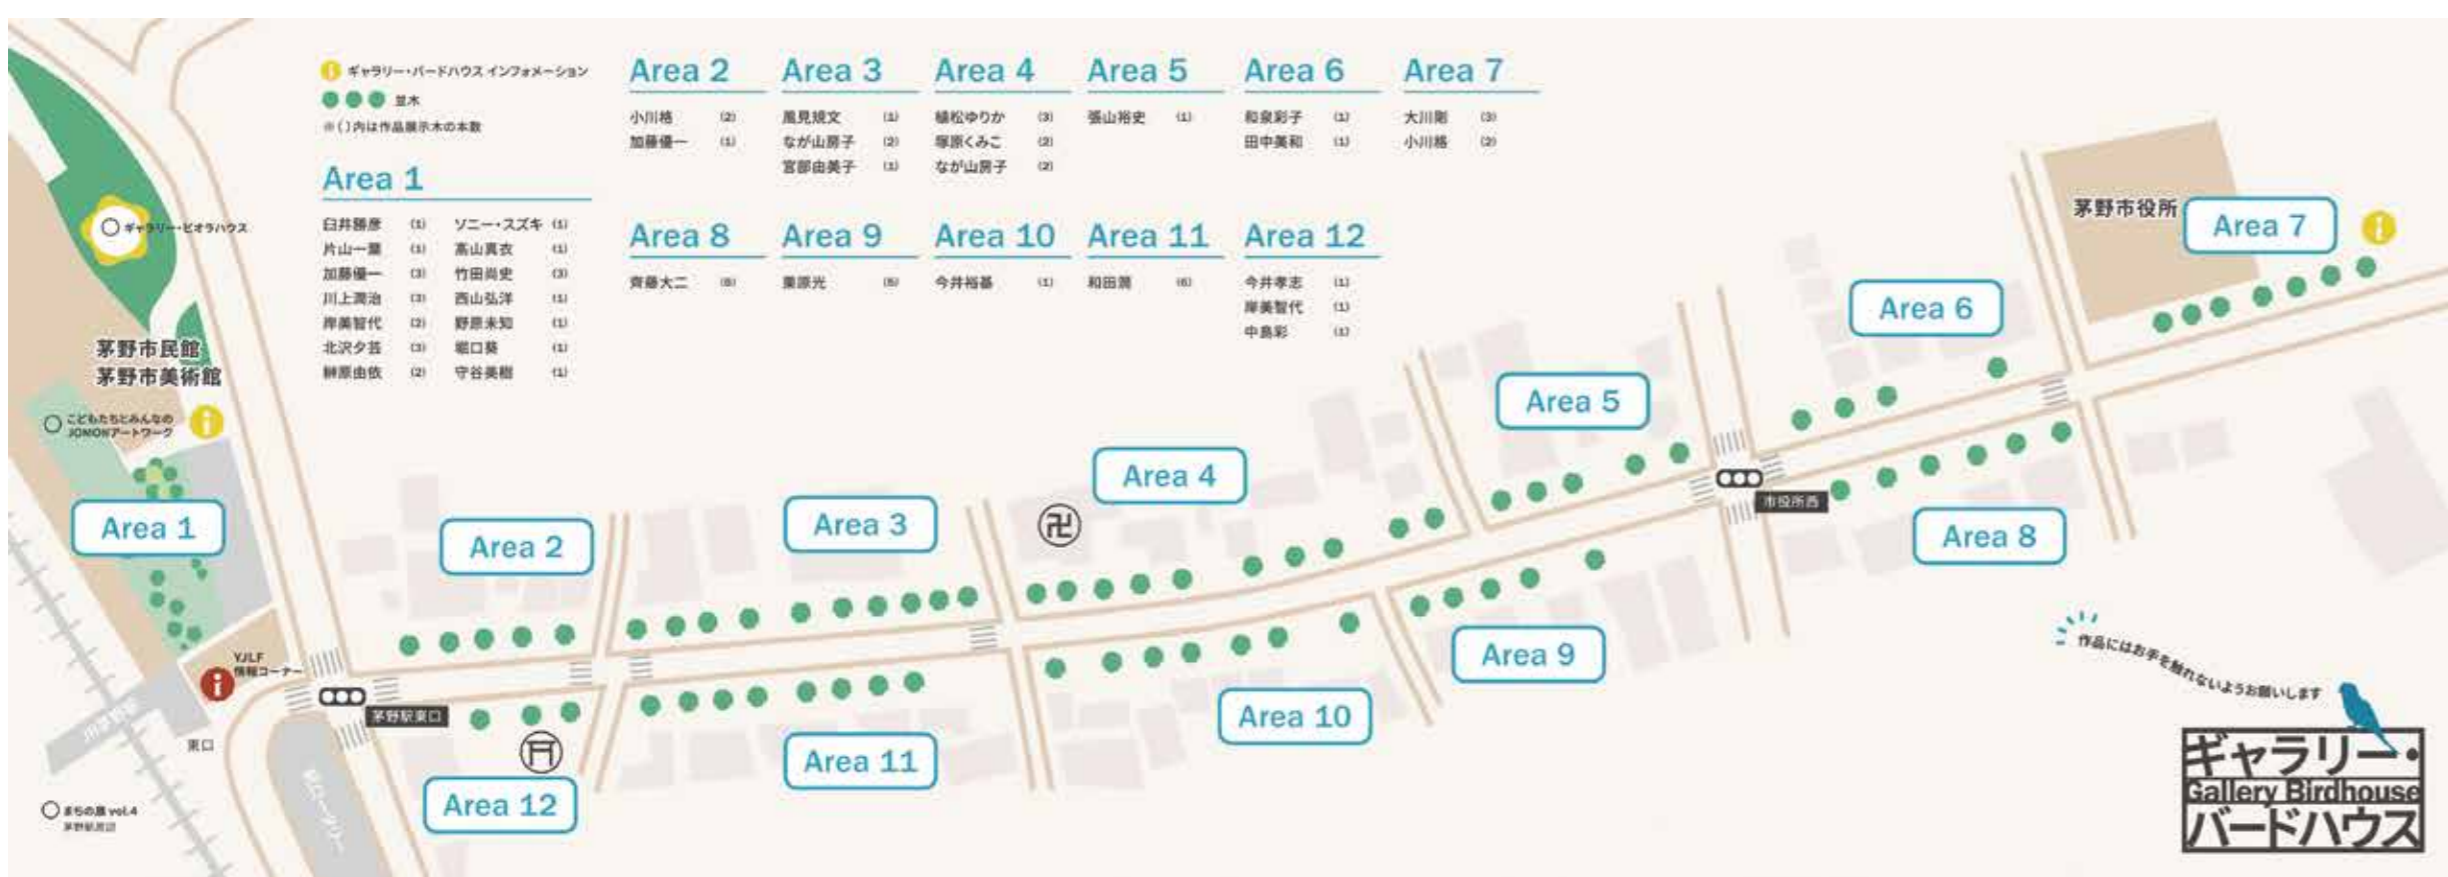 ギャラリー・バードハウス インフォメーション
並木
※( )内は作品展示木の本数
Area 1
臼井勝彦 (1) ソニー・スズキ (1)
片山一葉 (1) 高山真衣 (1)
加藤優一 (3) 竹田尚史 (3)
川上潤治 (3) 西山弘洋 (1)
岸美智代 (2) 野原未知 (1)
北沢夕芸 (3) 堀口葵 (1)
榊原由依 (2) 守谷美樹 (1)
Area 2
小川格 (2)
加藤優一 (1)
Area 3
風見規文 (1)
なが山房子 (2)
宮部由美子 (1)
Area 4
植松ゆりか (3)
塚原くみこ (2)
なが山房子 (2)
Area 5
張山裕史 (1)
Area 6
和泉彩子 (1)
田中美和 (1)
Area 7
大川剛 (3)
小川格 (2)
Area 8
齊藤大二 (6)
Area 9
栗原光 (5)
Area 10
今井裕基 (1)
Area 11
和田潤 (6)
Area 12
今井孝志 (1)
岸美智代 (1)
中島彩 (1)
ギャラリー・ビオラハウス
茅野市民館
茅野市美術館
こどもたちとみんなの
JOMONアートワーク
Area 1
YJLF
情報コーナー
茅野駅東口
東口
JR茅野駅
まちの展 vol.4
茅野駅周辺
Area 2
Area 3
Area 4
Area 5
Area 6
茅野市役所
Area 7
市役所西
Area 8
Area 9
Area 10
Area 11
Area 12
作品にはお手を触れないようお願いします
ギャラリー・
Gallery Birdhouse
バードハウス